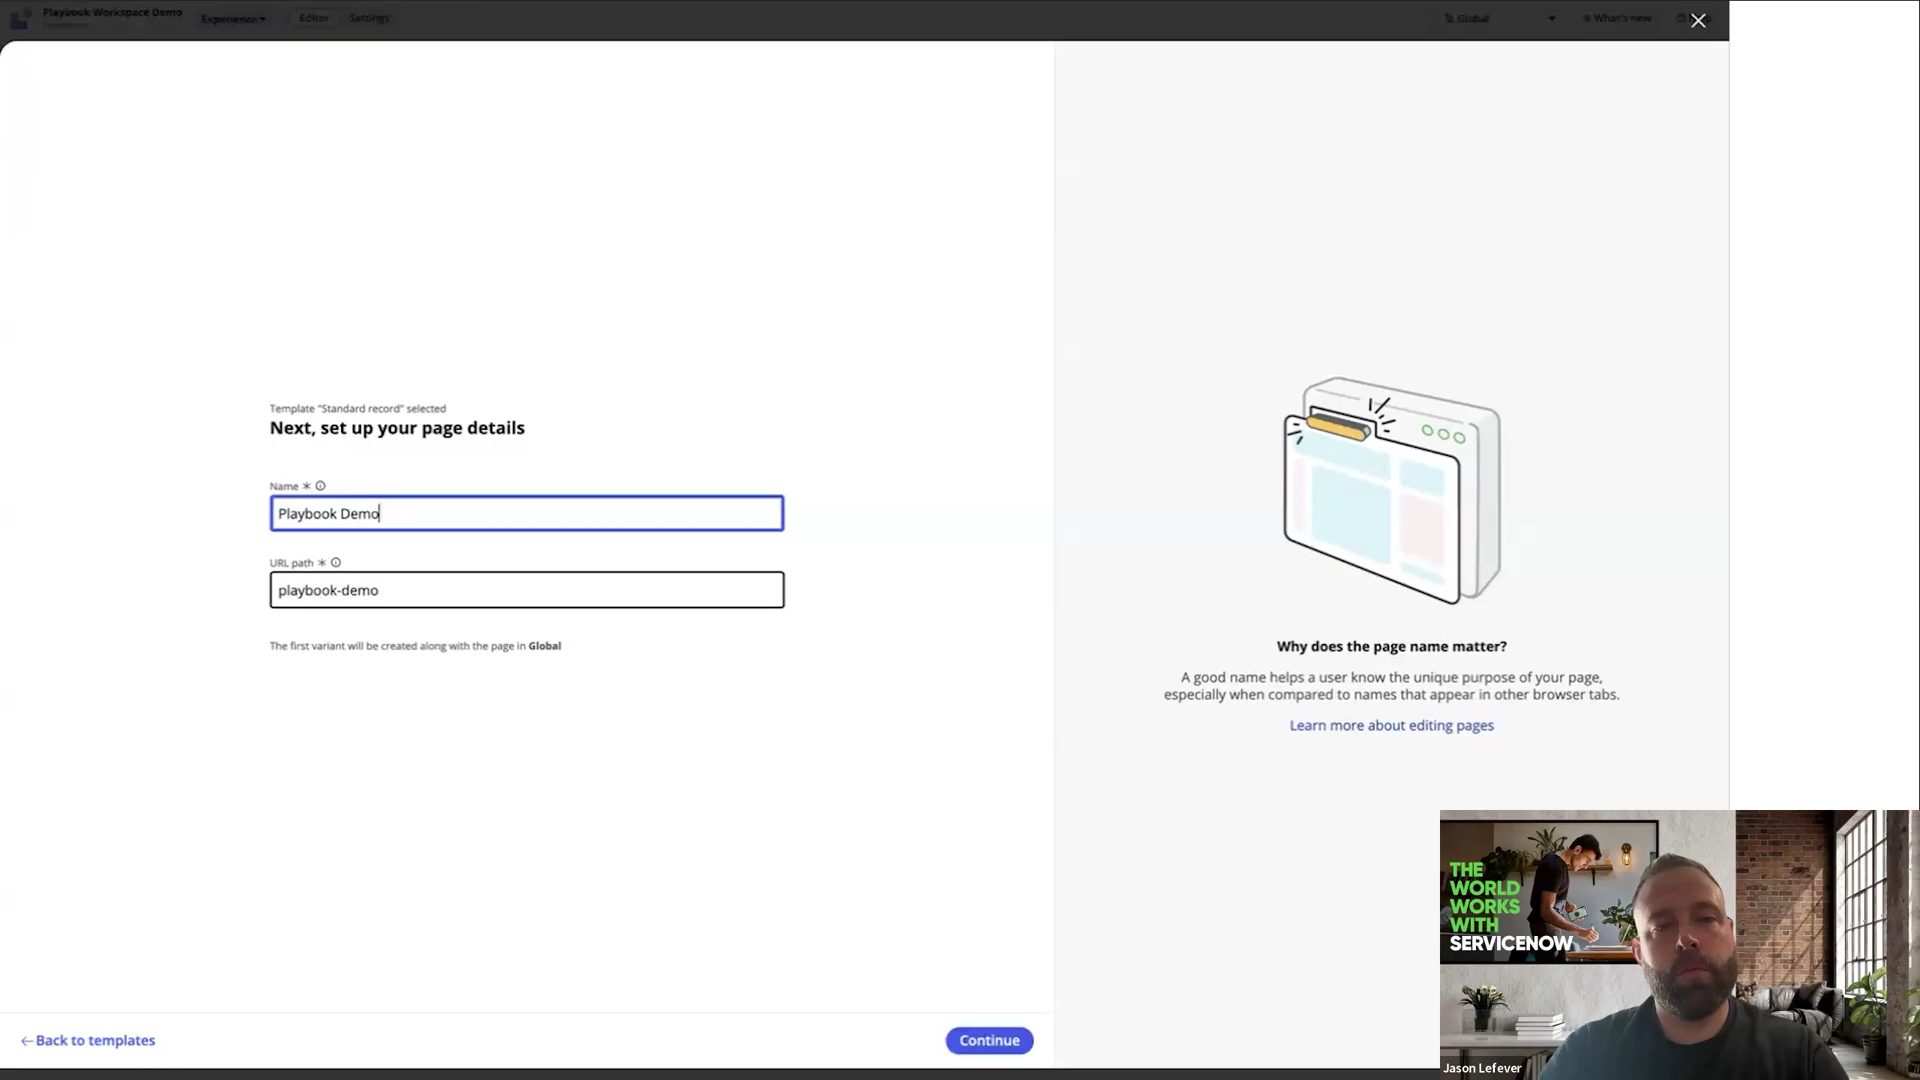 Playbook Workspace Demo
Experience
Editor
Settings
Global
What's new
Template "Standard record" selected
Next, set up your page details
Name *
Playbook Demo
URL path *
playbook-demo
The first variant will be created along with the page in Global
Why does the page name matter?
A good name helps a user know the unique purpose of your page,
especially when compared to names that appear in other browser tabs.
Learn more about editing pages
← Back to templates
Continue
THE
WORLD
WORKS
WITH
SERVICENOW
Jason Lefever